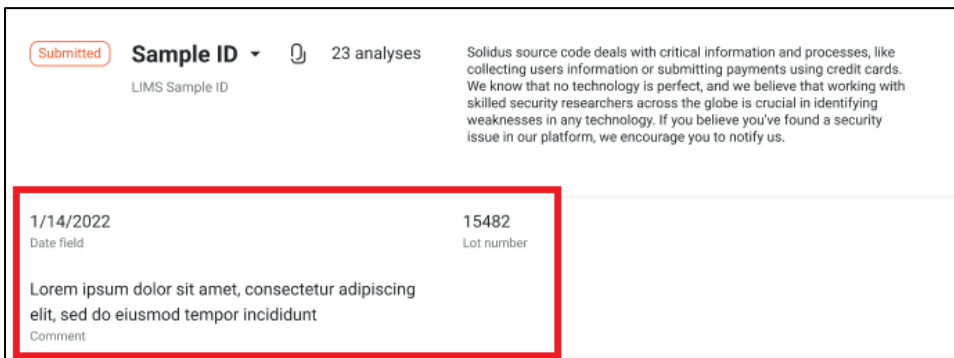 Submitted
Sample ID
23 analyses
LIMS Sample ID
Solidus source code deals with critical information and processes, like
collecting users information or submitting payments using credit cards.
We know that no technology is perfect, and we believe that working with
skilled security researchers across the globe is crucial in identifying
weaknesses in any technology. If you believe you've found a security
issue in our platform, we encourage you to notify us.
1/14/2022
Date field
15482
Lot number
Lorem ipsum dolor sit amet, consectetur adipiscing
elit, sed do eiusmod tempor incididunt
Comment